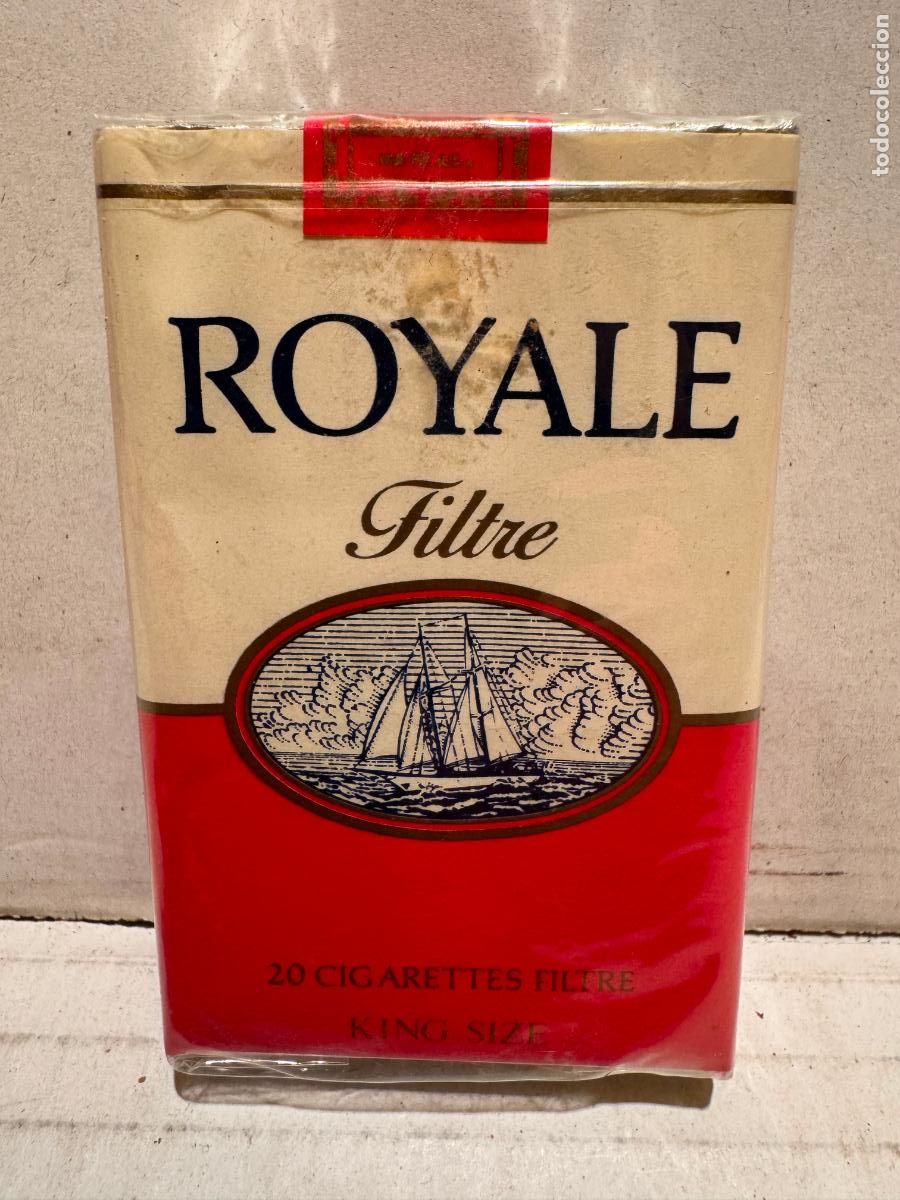 todocoleccion
ROYALE
Filtre
20 CIGARETTES FILTRE
KING SIZE